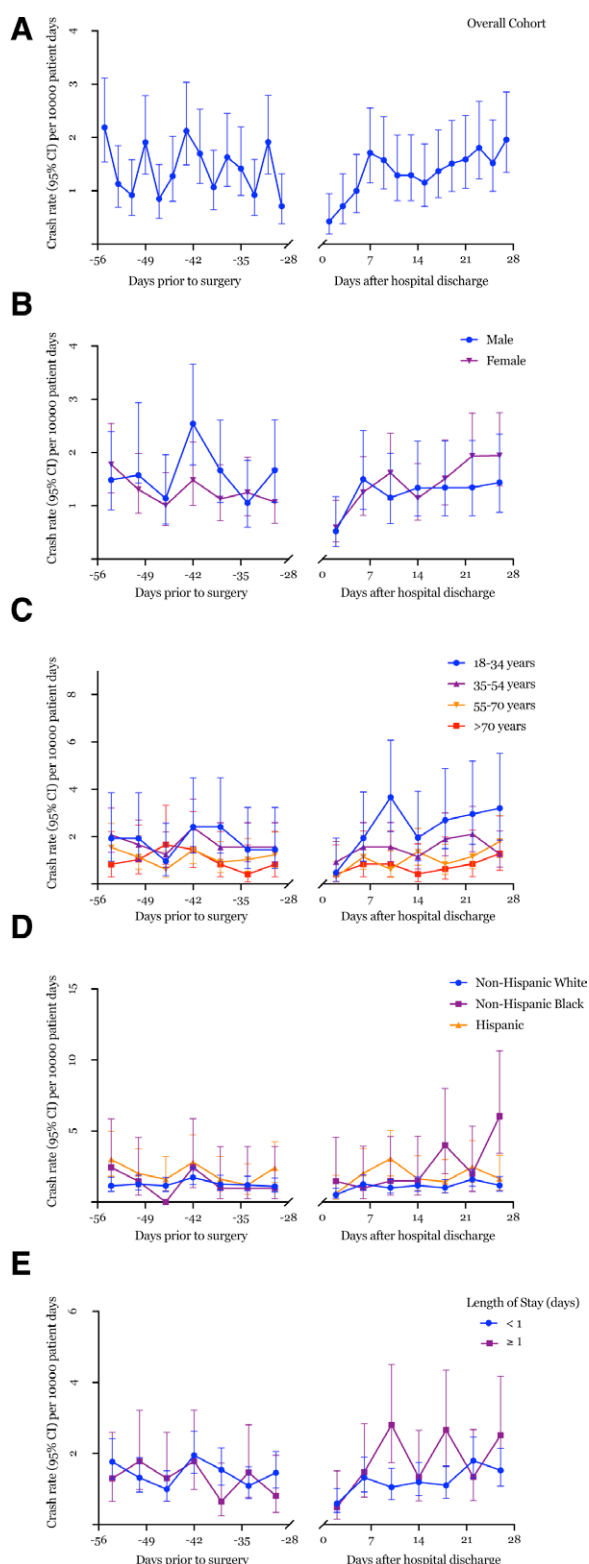 A
Crash rate (95% CI) per 10000 patient days
Overall Cohort
4
3
2
1
-56 -49 -42 -35 -28 0 7 14 21 28
Days prior to surgery Days after hospital discharge
B
Crash rate (95% CI) per 10000 patient days
4
3
2
1
Male
Female
-56 -49 -42 -35 -28 0 7 14 21 28
Days prior to surgery Days after hospital discharge
C
Crash rate (95% CI) per 10000 patient days
8
6
4
2
18-34 years
35-54 years
55-70 years
>70 years
-56 -49 -42 -35 -28 0 7 14 21 28
Days prior to surgery Days after hospital discharge
D
Crash rate (95% CI) per 10000 patient days
15
10
5
Non-Hispanic White
Non-Hispanic Black
Hispanic
-56 -49 -42 -35 -28 0 7 14 21 28
Days prior to surgery Days after hospital discharge
E
Crash rate (95% CI) per 10000 patient days
6
4
2
Length of Stay (days)
< 1
≥ 1
-56 -49 -42 -35 -28 0 7 14 21 28
Days prior to surgery Days after hospital discharge